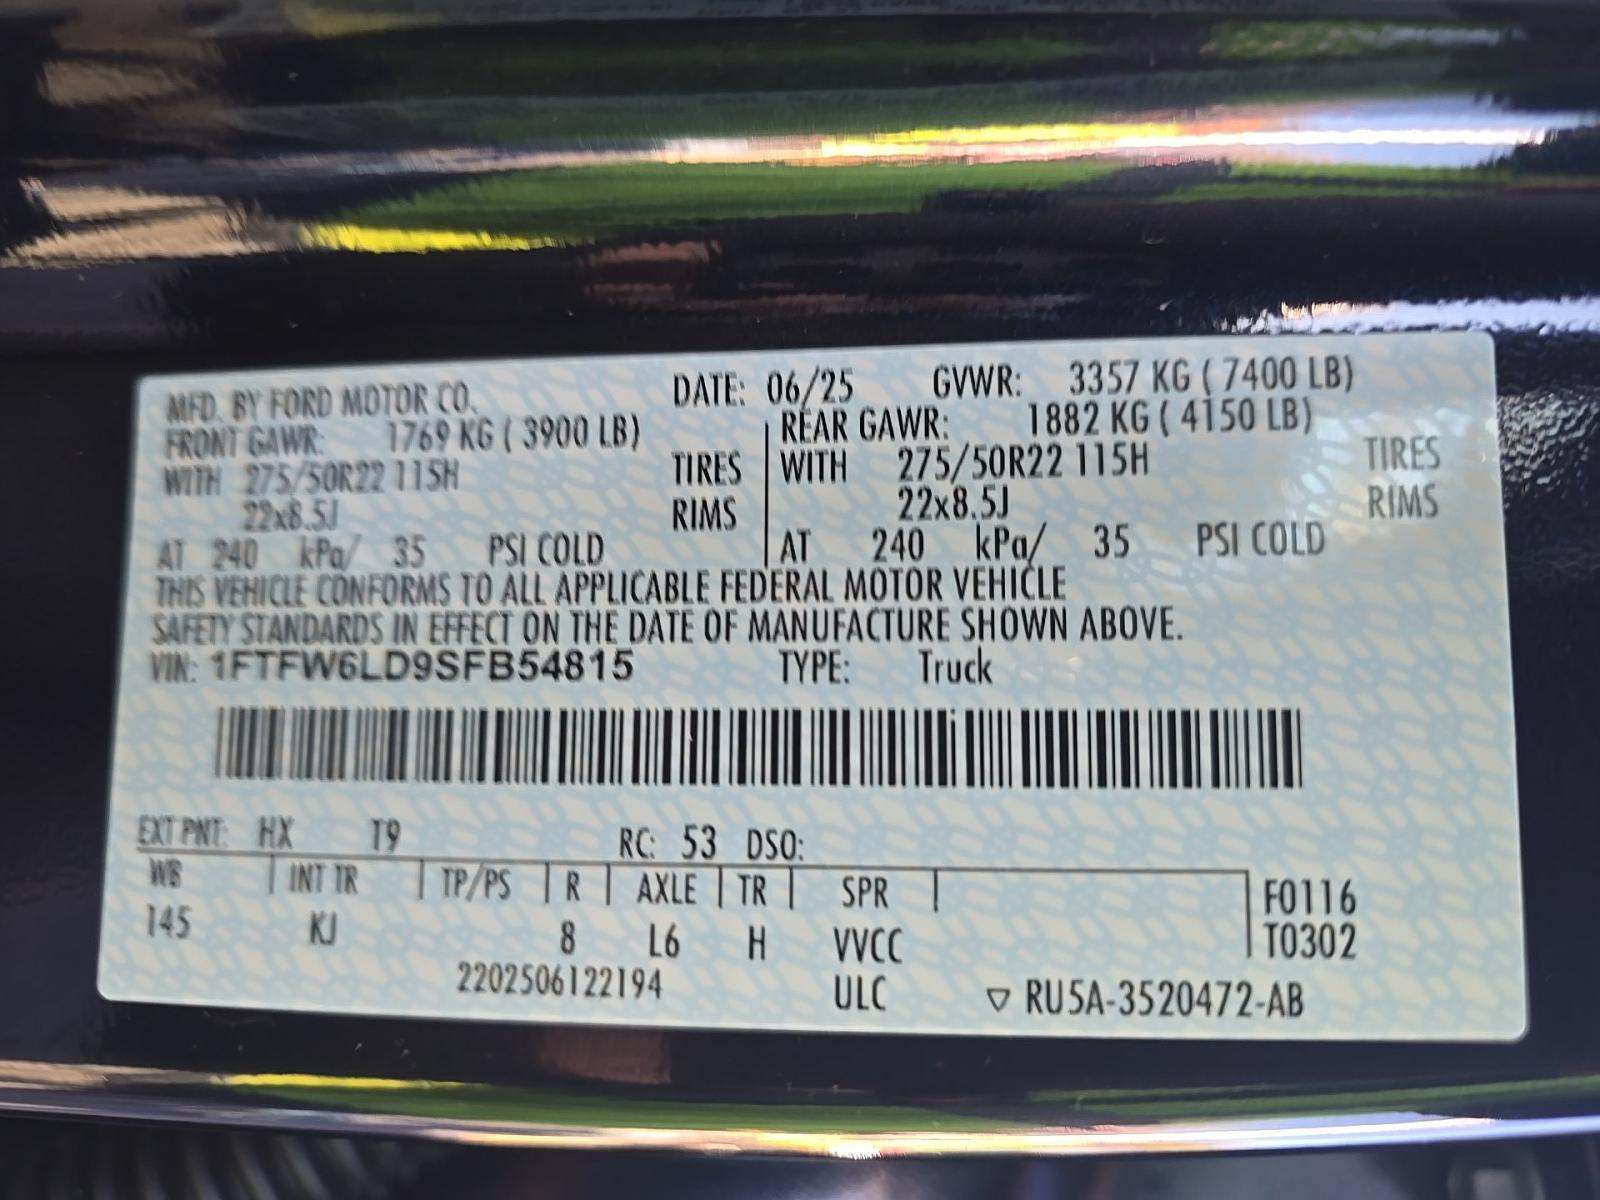 MFD. BY FORD MOTOR CO. DATE: 06/25 GVWR: 3357 KG ( 7400 LB)
FRONT GAWR: 1769 KG ( 3900 LB) REAR GAWR: 1882 KG ( 4150 LB)
WITH 275/50R22 115H TIRES WITH 275/50R22 115H TIRES
22x8.5J RIMS 22x8.5J RIMS
AT 240 kPa/ 35 PSI COLD AT 240 kPa/ 35 PSI COLD
THIS VEHICLE CONFORMS TO ALL APPLICABLE FEDERAL MOTOR VEHICLE
SAFETY STANDARDS IN EFFECT ON THE DATE OF MANUFACTURE SHOWN ABOVE.
VIN: 1FTFW6LD9SFB54815 TYPE: Truck
EXT PNT: HX T9 RC: 53 DSO:
WB INT TR TP/PS R AXLE TR SPR F0116
145 KJ 8 L6 H VVCC T0302
2202506122194 ULC ▽ RU5A-3520472-AB